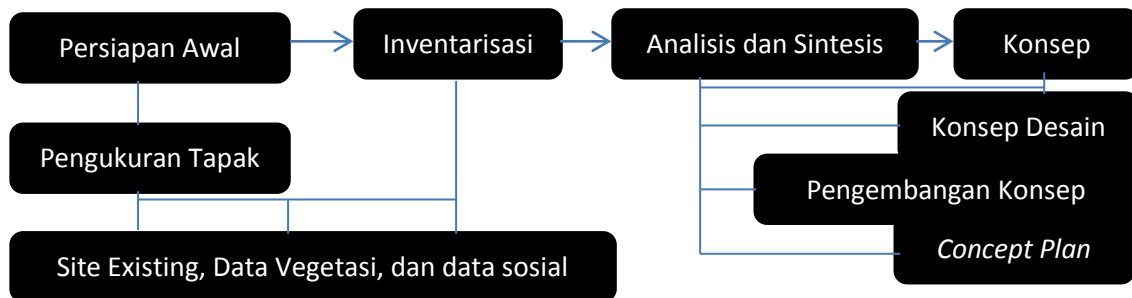 Persiapan Awal
Inventarisasi
Analisis dan Sintesis
Konsep
Pengukuran Tapak
Konsep Desain
Pengembangan Konsep
Site Existing, Data Vegetasi, dan data sosial
Concept Plan